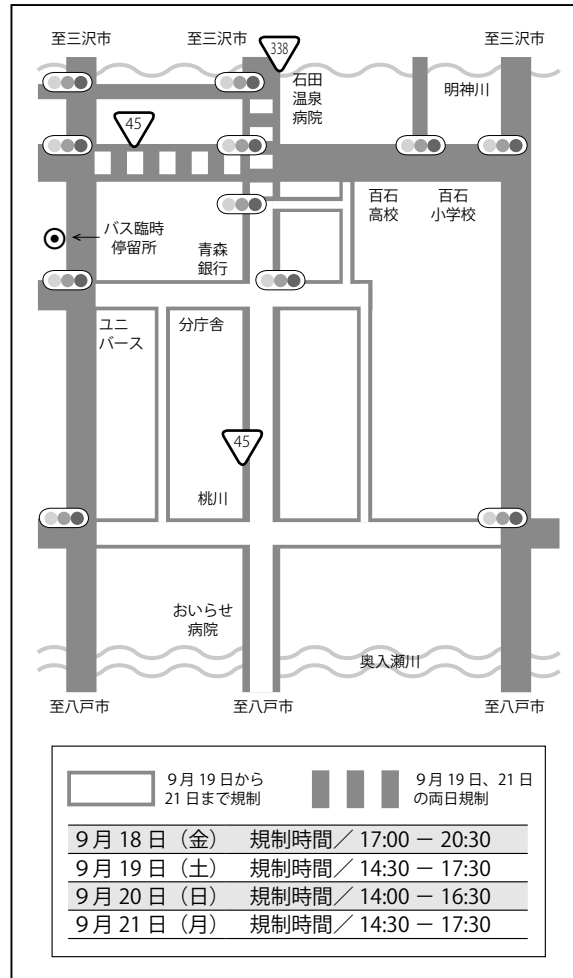 至三沢市
至三沢市
至三沢市
338
石田
温泉
病院
明神川
45
百石
高校
百石
小学校
バス臨時
停留所
青森
銀行
ユニ
バース
分庁舎
45
桃川
おいらせ
病院
奥入瀬川
至八戸市
至八戸市
至八戸市
9月19日から
21日まで規制
9月19日、21日
の両日規制
9月18日（金） 規制時間／17:00 － 20:30
9月19日（土） 規制時間／14:30 － 17:30
9月20日（日） 規制時間／14:00 － 16:30
9月21日（月） 規制時間／14:30 － 17:30